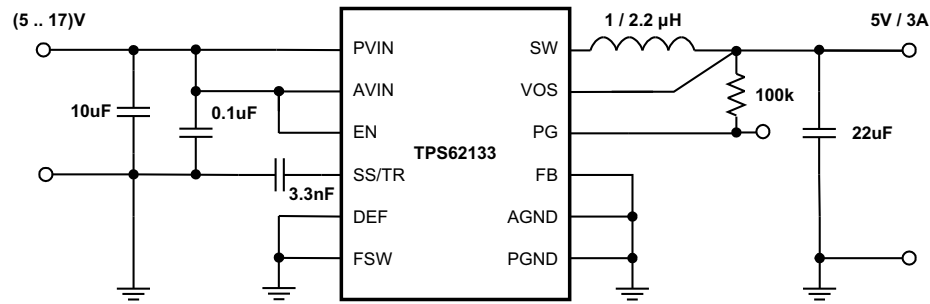 (5 .. 17)V
1 / 2.2 µH
5V / 3A
PVIN
SW
AVIN
VOS
10uF
0.1uF
100k
EN
PG
22uF
TPS62133
SS/TR
FB
3.3nF
DEF
AGND
FSW
PGND